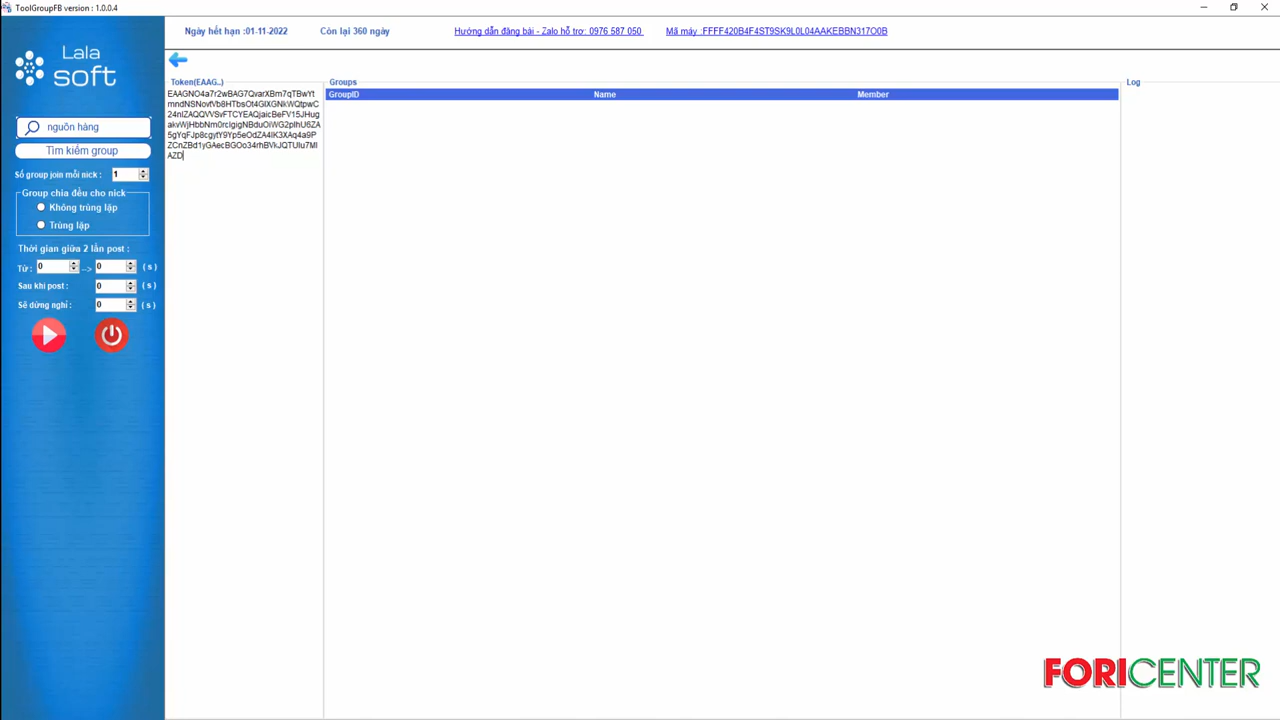 ToolGroupFB version : 1.0.0.4
Ngày hết hạn :01-11-2022
Còn lại 360 ngày
Hướng dẫn đăng bài - Zalo hỗ trợ: 0976 587 050
Mã máy :FFFF420B4F4ST9SK9L0L04AAKEBBN317O0B
Lala
soft
nguồn hàng
Tìm kiếm group
Số group join mỗi nick :
1
Group chia đều cho nick
Không trùng lặp
Trùng lặp
Thời gian giữa 2 lần post :
Từ : 0 --> 0 ( s )
Sau khi post : 0 ( s )
Sẽ dừng nghỉ : 0 ( s )
Token(EAAG..)
Groups
GroupID
Name
Member
Log
FORICENTER